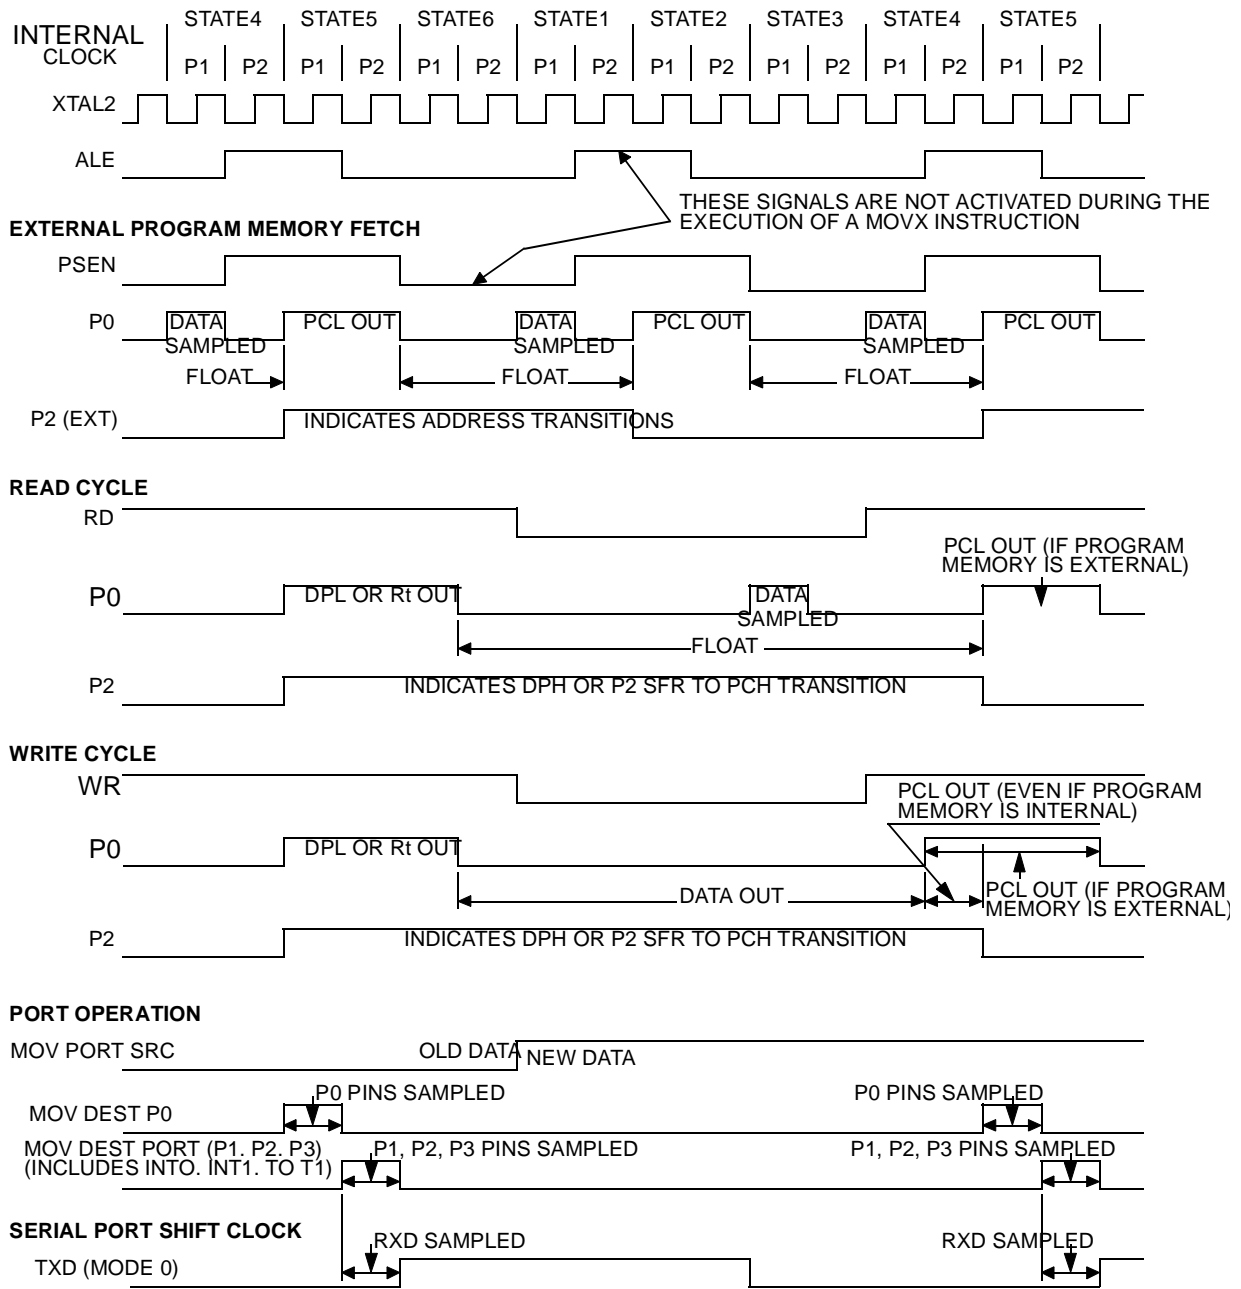 INTERNAL
CLOCK
STATE4 STATE5 STATE6 STATE1 STATE2 STATE3 STATE4 STATE5
P1 P2 P1 P2 P1 P2 P1 P2 P1 P2 P1 P2 P1 P2 P1 P2
XTAL2
ALE
THESE SIGNALS ARE NOT ACTIVATED DURING THE
EXECUTION OF A MOVX INSTRUCTION
EXTERNAL PROGRAM MEMORY FETCH
PSEN
P0
DATA PCL OUT DATA PCL OUT DATA PCL OUT
SAMPLED SAMPLED SAMPLED
FLOAT FLOAT FLOAT
P2 (EXT)
INDICATES ADDRESS TRANSITIONS
READ CYCLE
RD
PCL OUT (IF PROGRAM
MEMORY IS EXTERNAL)
P0
DPL OR Rt OUT
DATA
SAMPLED
FLOAT
P2
INDICATES DPH OR P2 SFR TO PCH TRANSITION
WRITE CYCLE
WR
PCL OUT (EVEN IF PROGRAM
MEMORY IS INTERNAL)
P0
DPL OR Rt OUT
DATA OUT
PCL OUT (IF PROGRAM
MEMORY IS EXTERNAL)
P2
INDICATES DPH OR P2 SFR TO PCH TRANSITION
PORT OPERATION
MOV PORT SRC
OLD DATA
NEW DATA
P0 PINS SAMPLED P0 PINS SAMPLED
MOV DEST P0
MOV DEST PORT (P1. P2. P3)
(INCLUDES INTO. INT1. TO T1)
P1, P2, P3 PINS SAMPLED P1, P2, P3 PINS SAMPLED
SERIAL PORT SHIFT CLOCK
RXD SAMPLED RXD SAMPLED
TXD (MODE 0)